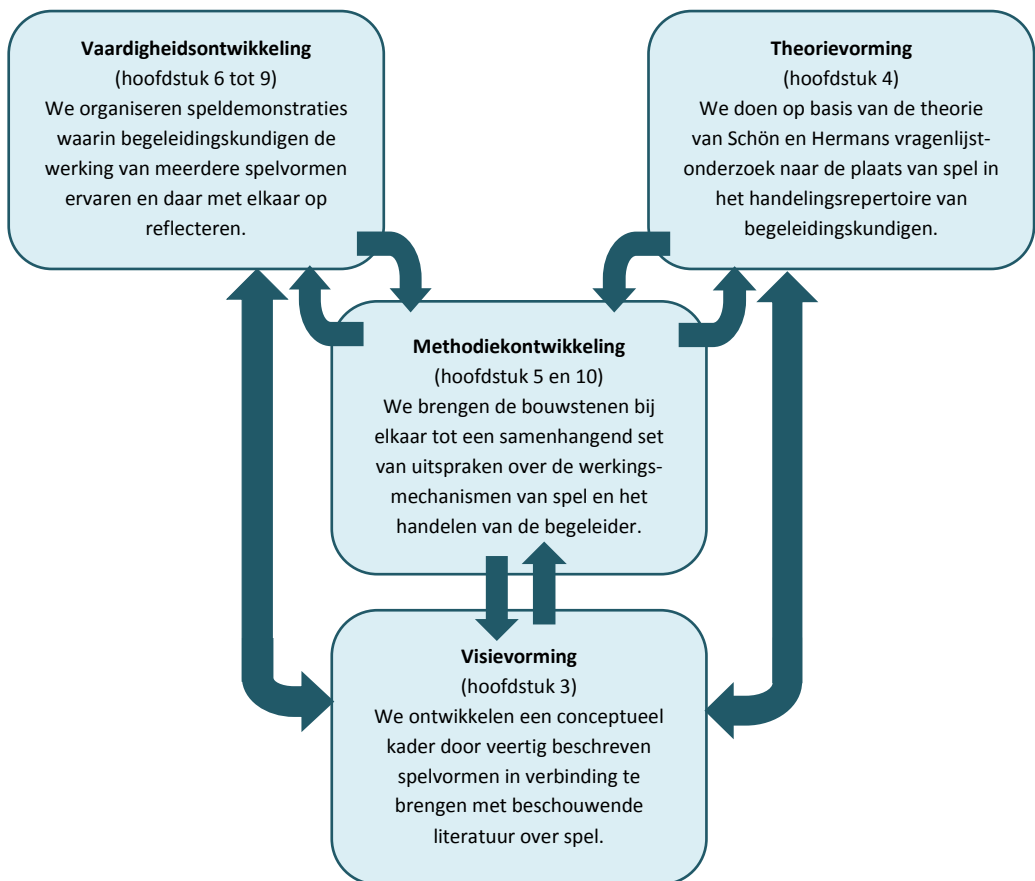 Vaardigheidsontwikkeling
(hoofdstuk 6 tot 9)
We organiseren speldemonstraties
waarin begeleidingskundigen de
werking van meerdere spelvormen
ervaren en daar met elkaar op
reflecteren.
Theorievorming
(hoofdstuk 4)
We doen op basis van de theorie
van Schön en Hermans vragenlijst-
onderzoek naar de plaats van spel in
het handelingsrepertoire van
begeleidingskundigen.
Methodiekontwikkeling
(hoofdstuk 5 en 10)
We brengen de bouwstenen bij
elkaar tot een samenhangend set
van uitspraken over de werkings-
mechanismen van spel en het
handelen van de begeleider.
Visievorming
(hoofdstuk 3)
We ontwikkelen een conceptueel
kader door veertig beschreven
spelvormen in verbinding te
brengen met beschouwende
literatuur over spel.